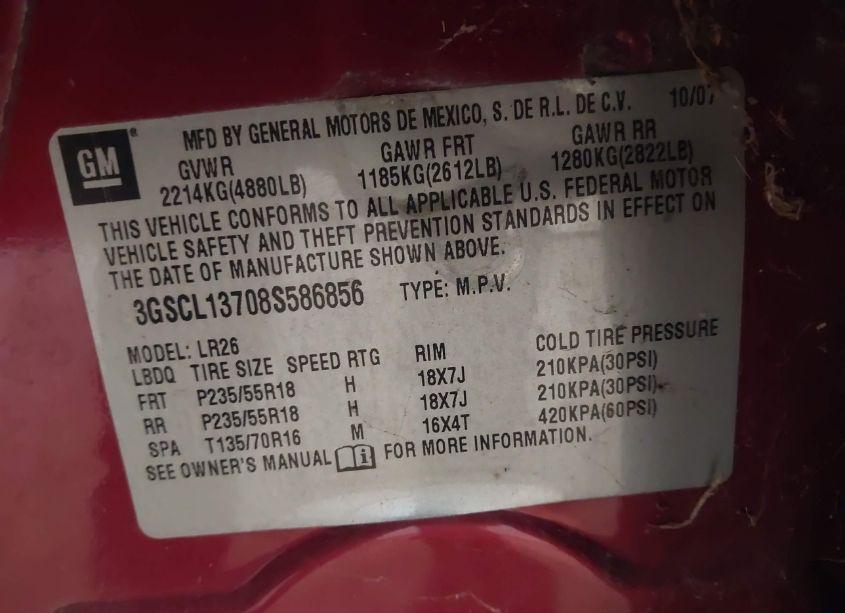 GM
MFD BY GENERAL MOTORS DE MEXICO, S. DE R.L. DE C.V. 10/07
GVWR GAWR FRT GAWR RR
2214KG(4880LB) 1185KG(2612LB) 1280KG(2822LB)
THIS VEHICLE CONFORMS TO ALL APPLICABLE U.S. FEDERAL MOTOR
VEHICLE SAFETY AND THEFT PREVENTION STANDARDS IN EFFECT ON
THE DATE OF MANUFACTURE SHOWN ABOVE.
3GSCL13708S586856 TYPE: M.P.V.
MODEL: LR26
LBDQ TIRE SIZE SPEED RTG RIM COLD TIRE PRESSURE
FRT P235/55R18 H 18X7J 210KPA(30PSI)
RR P235/55R18 H 18X7J 210KPA(30PSI)
SPA T135/70R16 M 16X4T 420KPA(60PSI)
SEE OWNER'S MANUAL FOR MORE INFORMATION.